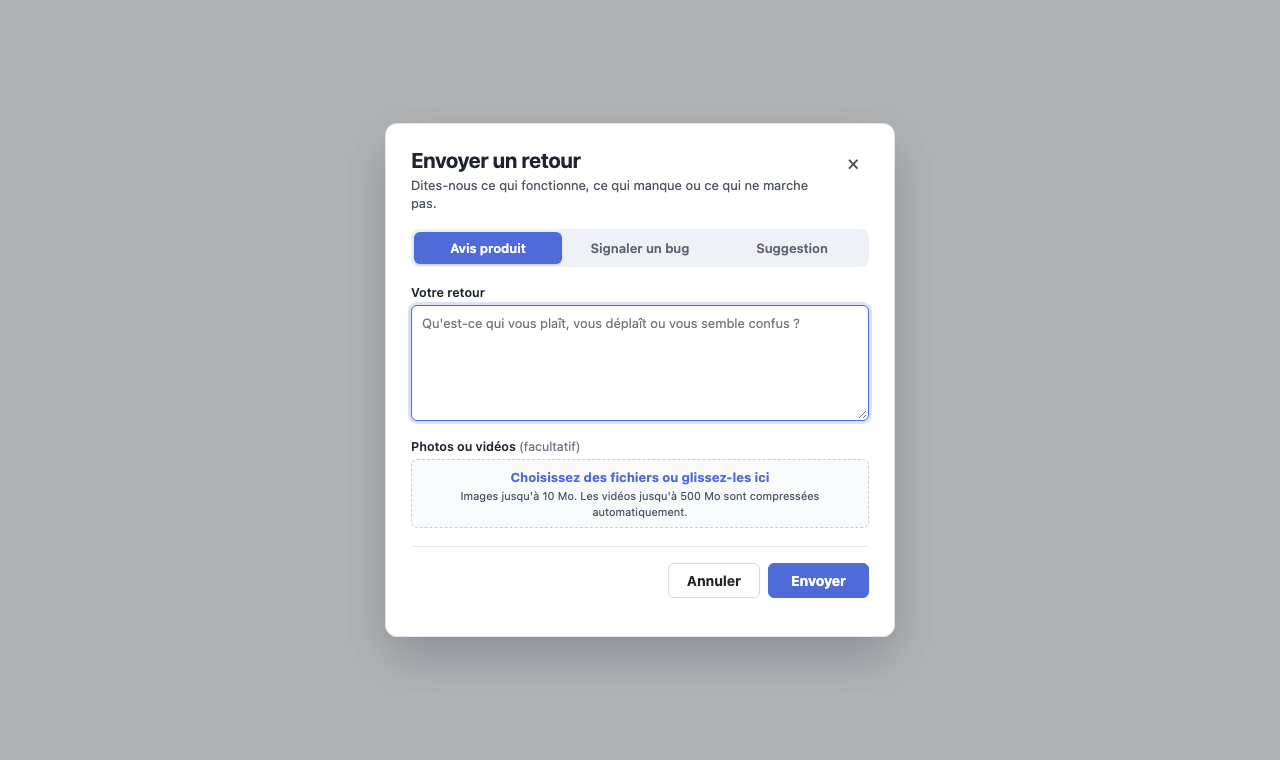 Envoyer un retour
×
Dites-nous ce qui fonctionne, ce qui manque ou ce qui ne marche
pas.
Avis produit
Signaler un bug
Suggestion
Votre retour
Qu'est-ce qui vous plaît, vous déplaît ou vous semble confus ?
Photos ou vidéos (facultatif)
Choisissez des fichiers ou glissez-les ici
Images jusqu'à 10 Mo. Les vidéos jusqu'à 500 Mo sont compressées
automatiquement.
Annuler
Envoyer